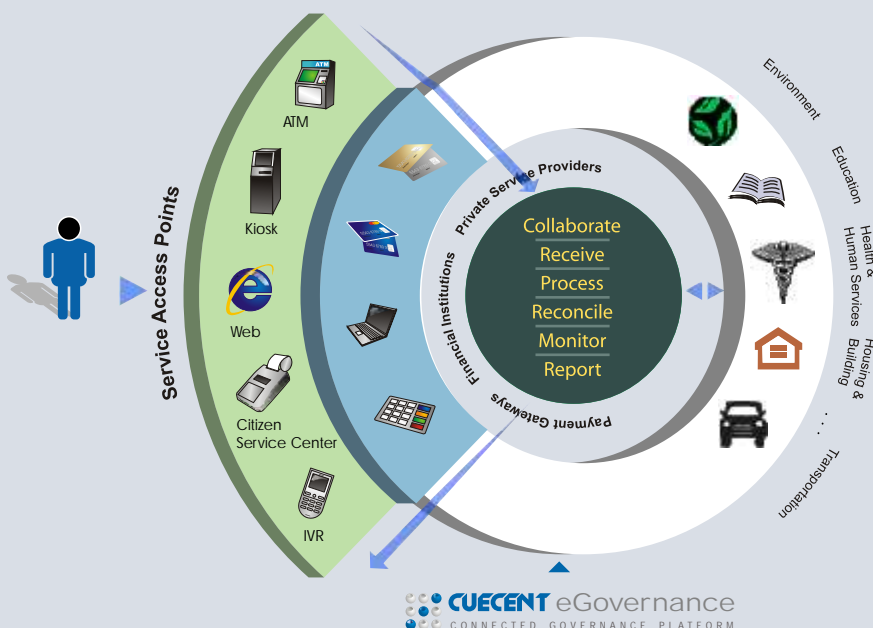 Service Access Points
ATM
ATM
Kiosk
Web
Citizen
Service Center
IVR
Private Service Providers
Financial Institutions
Payment Gateways
Collaborate
Receive
Process
Reconcile
Monitor
Report
Environment
Education
Health &
Human Services
Housing &
Building
. . .
Transportation
CUECENT eGovernance
CONNECTED GOVERNANCE PLATFORM